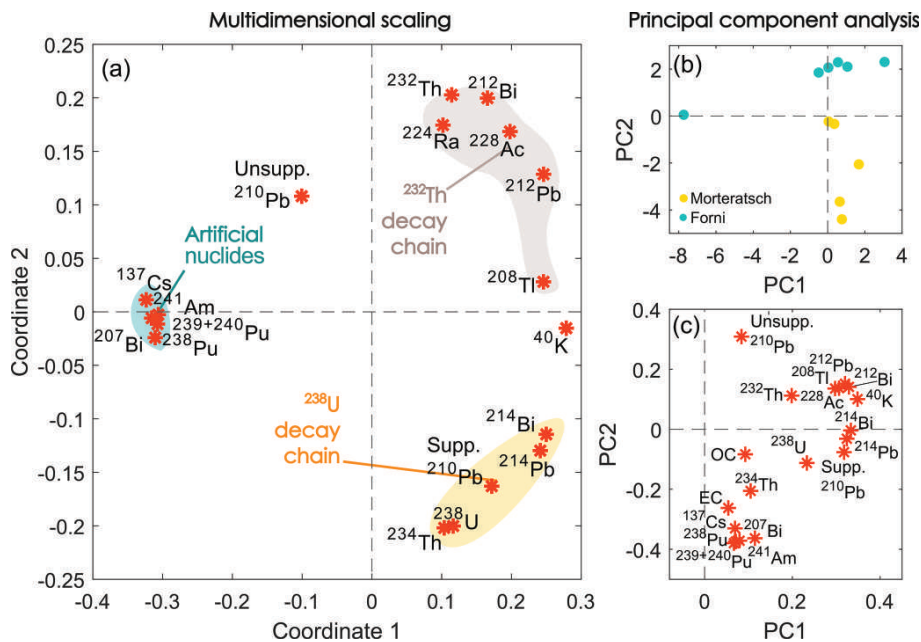 Multidimensional scaling
Principal component analysis
(a)
0.25
0.2
0.15
0.1
0.05
0
-0.05
-0.1
-0.15
-0.2
-0.25
Coordinate 2
-0.4
-0.3
-0.2
-0.1
0
0.1
0.2
0.3
Coordinate 1
²³²Th
²¹²Bi
²²⁴Ra
²²⁸Ac
²¹²Pb
²³²Th
decay
chain
²⁰⁸Tl
⁴⁰K
Unsupp.
²¹⁰Pb
Artificial
nuclides
¹³⁷Cs
²⁴¹Am
²³⁹⁺²⁴⁰Pu
²⁰⁷Bi
²³⁸Pu
²³⁸U
decay
chain
²¹⁴Bi
Supp.
²¹⁰Pb
²¹⁴Pb
²³⁸U
²³⁴Th
(b)
2
0
-2
-4
PC2
Morteratsch
Forni
-8
-6
-4
-2
0
2
4
PC1
(c)
0.4
0.2
0
-0.2
-0.4
PC2
Unsupp.
²¹⁰Pb
²¹²Pb
²⁰⁸Tl
²¹²Bi
²³²Th
²²⁸Ac
⁴⁰K
²¹⁴Bi
²³⁸U
²¹⁴Pb
OC
Supp.
²¹⁰Pb
²³⁴Th
EC
¹³⁷Cs
²⁰⁷Bi
²³⁸Pu
²⁴¹Am
²³⁹⁺²⁴⁰Pu
0
0.2
0.4
PC1